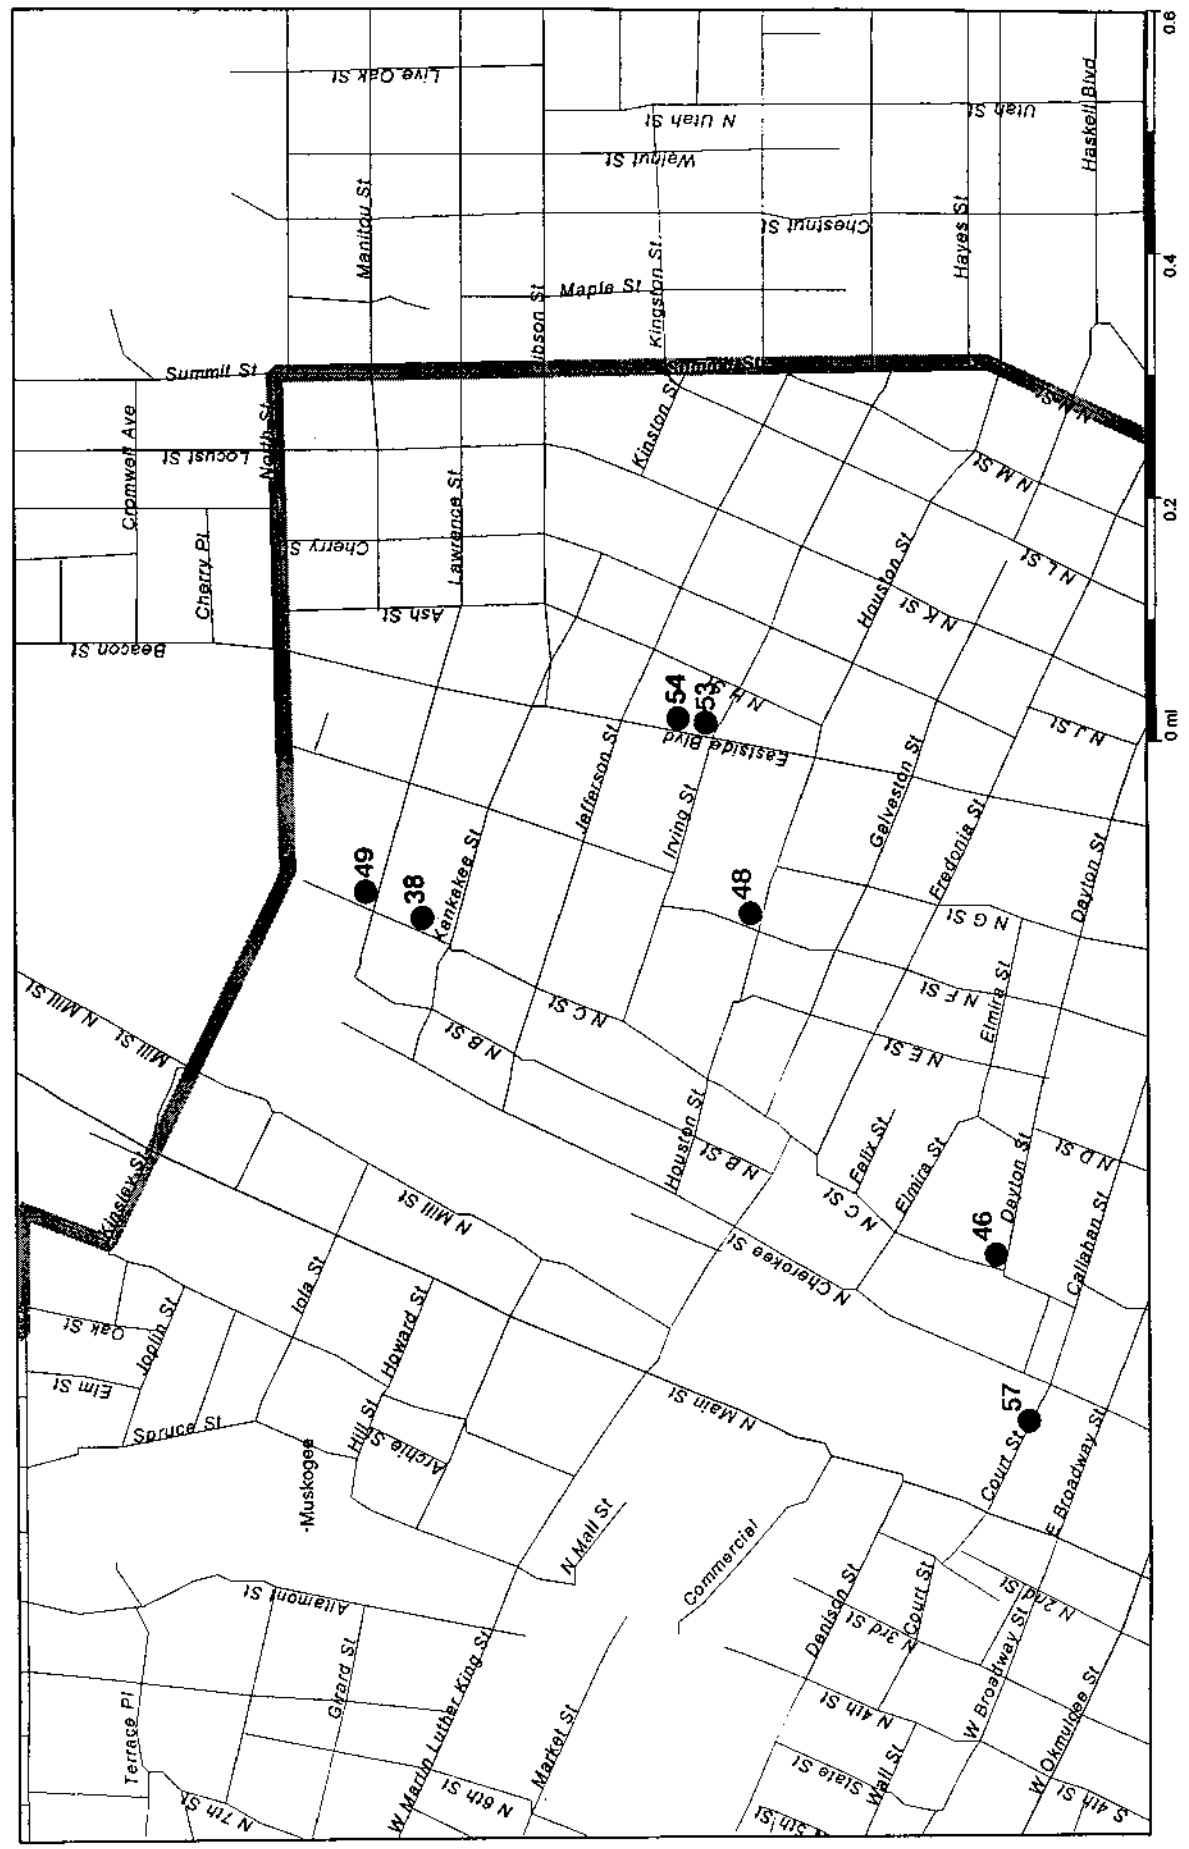 Live Oak St
N Utah St
Utah St
Haskell Blvd
Walnut St
Manitou St
Chestnut St
Hayes St
Kingston St
Maple St
ibson St
Summit St
Summit St
N N St
Cromwell Ave
Locust St
North St
Kinston St
N M St
Lawrence St
Cherry S
Cherry Pl
Houston St
N L St
N K St
Ash St
Beacon St
54
53
N H St
N J St
Eastside Blvd
Jefferson St
Irving St
Galveston St
Fredonia St
Dayton St
49
38
48
Kankakee St
N G St
N F St
Elmira St
N Mill St
Mill St
N C St
N B St
N E St
Houston St
N B St
Felix St
Elmira St
Dayton St
N D St
Kinsley St
N Mill St
N C St
46
Callahan St
N Cherokee St
Iola St
Oak St
Joplin St
Howard St
Elm St
Spruce St
Hill St
Archie St
N Main St
57
Court St
E Broadway St
-Muskogee
N Mall St
Commercial
Altamont St
Denison St
Court St
N 2nd St
N 3rd St
Girard St
W Martin Luther King St
Terrace Pl
N 4th St
W Broadway St
Market St
State St
Wall St
W Okmulgee St
N 7th St
N 6th St
N 5th St
S 4th St
0 mi
0.2
0.4
0.6